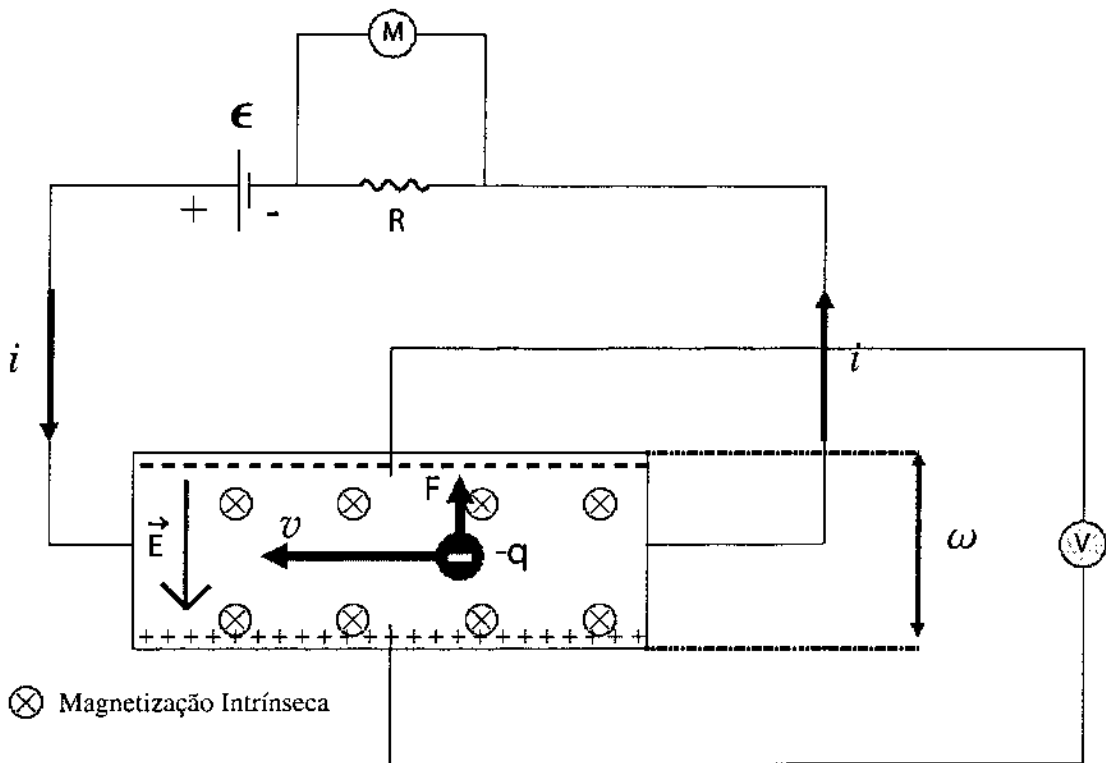 M
ϵ
+ -
R
i
i
F
E
v
-q
ω
V
+ + + + + + + + + + + + + + + + + + + + + + +
Magnetização Intrínseca